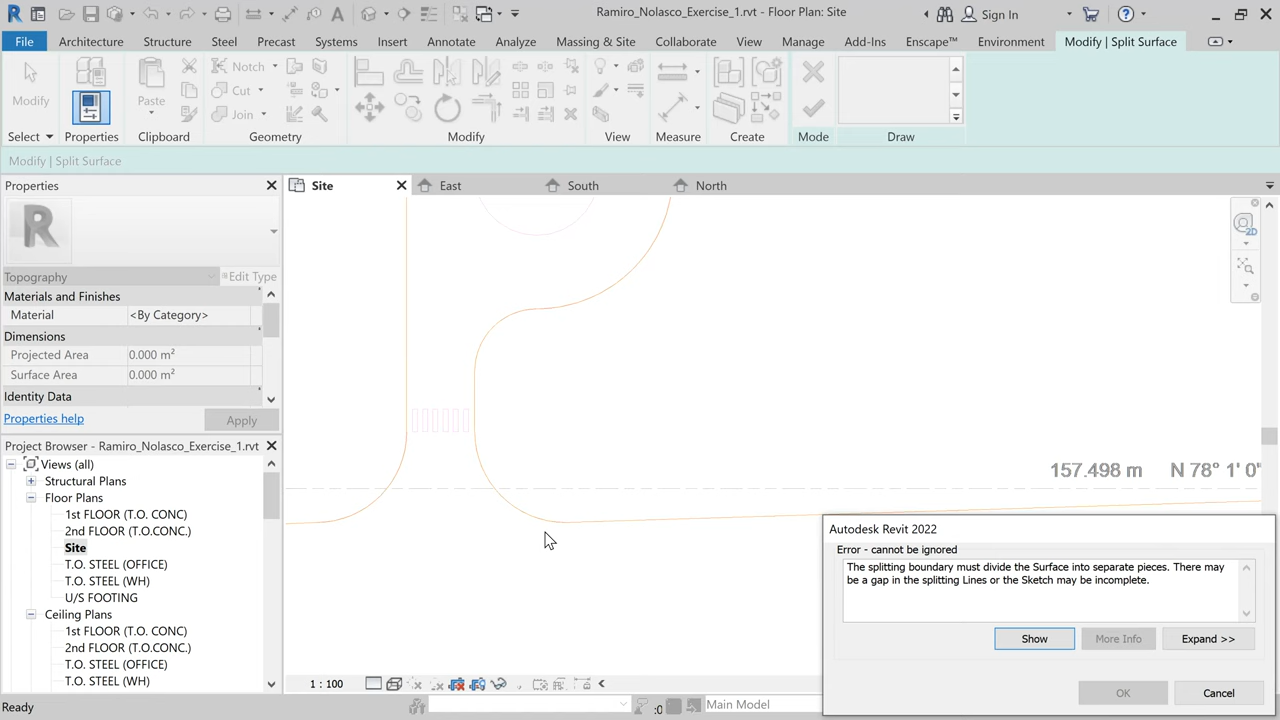 Ramiro_Nolasco_Exercise_1.rvt - Floor Plan: Site
Sign In
File Architecture Structure Steel Precast Systems Insert Annotate Analyze Massing & Site Collabora View Manage Add-Ins Enscape™ Environment Modify | Split Surface
Notch
Cut
Join
Modify Paste
Select Properties Clipboard Geometry Modify View Measure Create Mode Draw
Modify | Split Surface
Properties
Site East South North
Topography Edit Type
Materials and Finishes
Material <By Category>
Dimensions
Projected Area 0.000 m²
Surface Area 0.000 m²
Identity Data
Properties help Apply
Project Browser - Ramiro_Nolasco_Exercise_1.rvt
Views (all)
Structural Plans
Floor Plans
1st FLOOR (T.O. CONC.)
2nd FLOOR (T.O.CONC.)
Site
T.O. STEEL (OFFICE)
T.O. STEEL (WH)
U/S FOOTING
Ceiling Plans
1st FLOOR (T.O. CONC)
2nd FLOOR (T.O.CONC.)
T.O. STEEL (OFFICE)
T.O. STEEL (WH)
157.498 m N 78° 1' 0"
Autodesk Revit 2022
Error - cannot be ignored
The splitting boundary must divide the Surface into separate pieces. There may
be a gap in the splitting Lines or the Sketch may be incomplete.
Show More Info Expand >>
OK Cancel
1 : 100
Ready
:0 Main Model